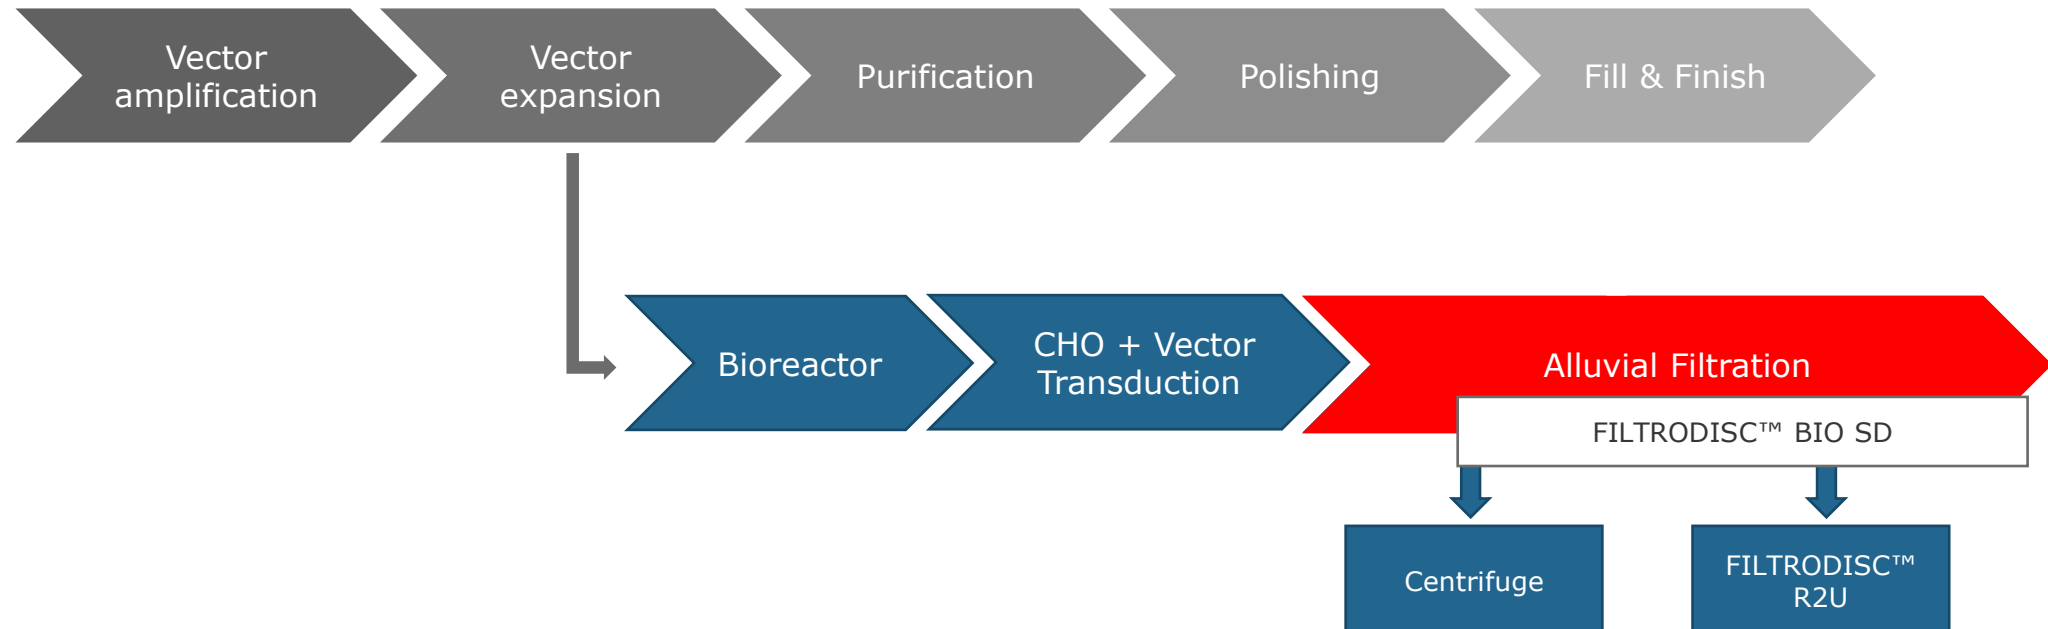 Vector
amplification
Vector
expansion
Purification
Polishing
Fill & Finish
Bioreactor
CHO + Vector
Transduction
Alluvial Filtration
FILTRODISC™ BIO SD
Centrifuge
FILTRODISC™
R2U